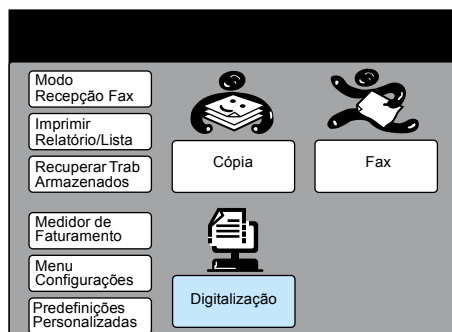 Modo
Recepção Fax
Imprimir
Relatório/Lista
Recuperar Trab
Armazenados
Medidor de
Faturamento
Menu
Configurações
Predefinições
Personalizadas
Cópia
Fax
Digitalização